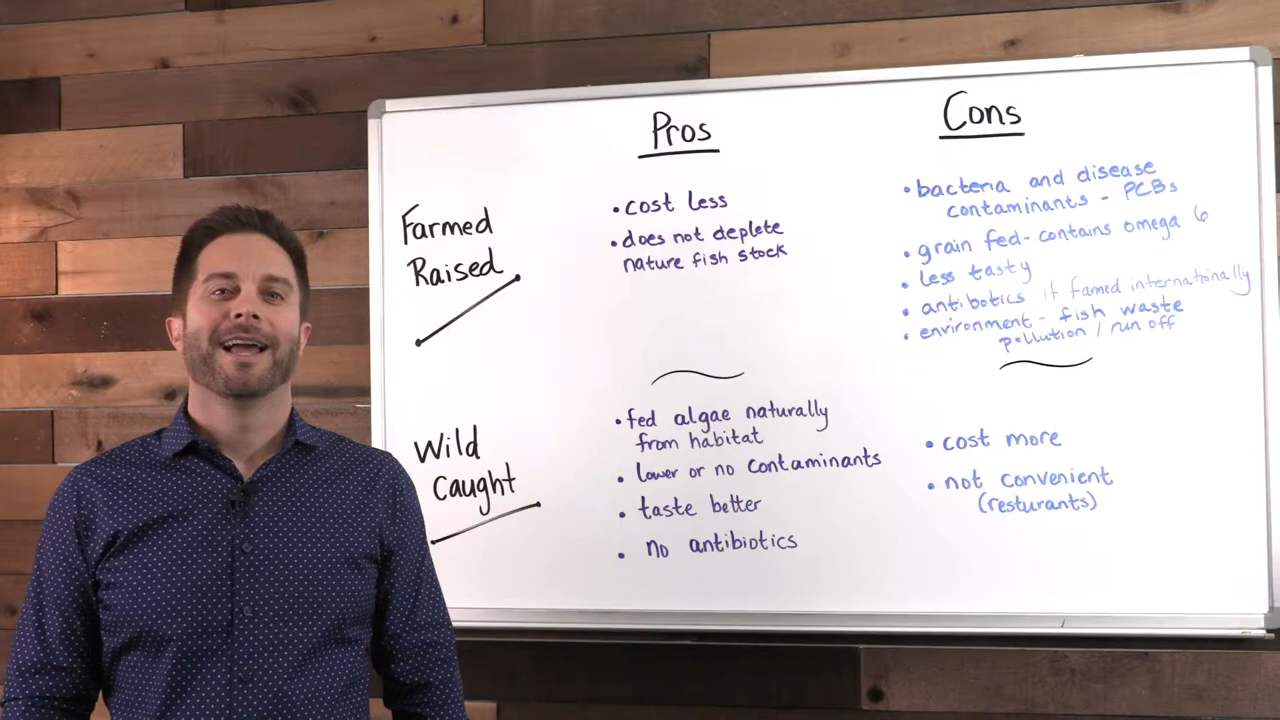 Pros
Cons
Farmed
Raised
• cost less
• does not deplete
nature fish stock
• bacteria and disease
contaminants - PCBs
• grain fed - contains omega 6
• less tasty
• antibotics if famed internationally
• environment - fish waste
pollution / run off
Wild
Caught
• fed algae naturally
from habitat
• lower or no contaminants
• taste better
• no antibiotics
• cost more
• not convenient
(resturants)